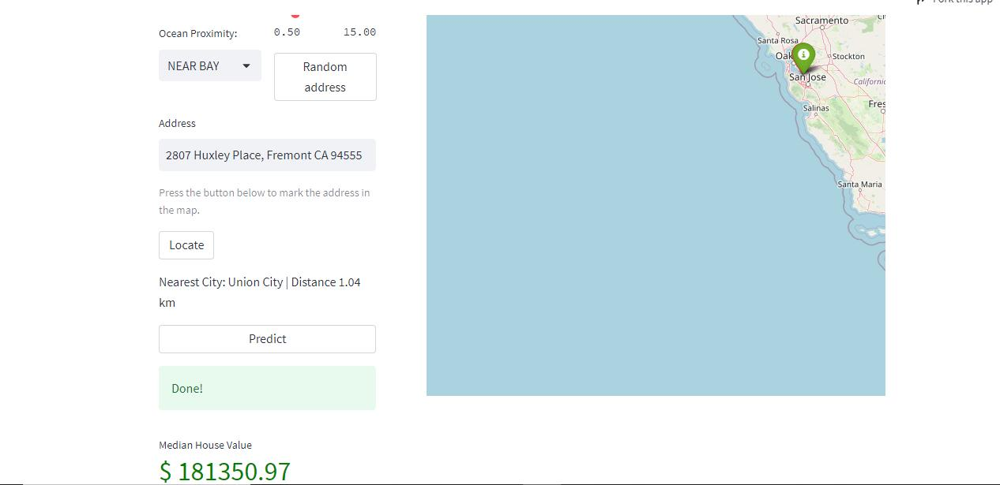 Fork this app
Ocean Proximity:
0.50 15.00
NEAR BAY
Random
address
Address
2807 Huxley Place, Fremont CA 94555
Press the button below to mark the address in
the map.
Locate
Nearest City: Union City | Distance 1.04
km
Predict
Done!
Median House Value
$ 181350.97
Sacramento
Santa Rosa
Oak
Stockton
San Jose
California
Fres
Salinas
Santa Maria